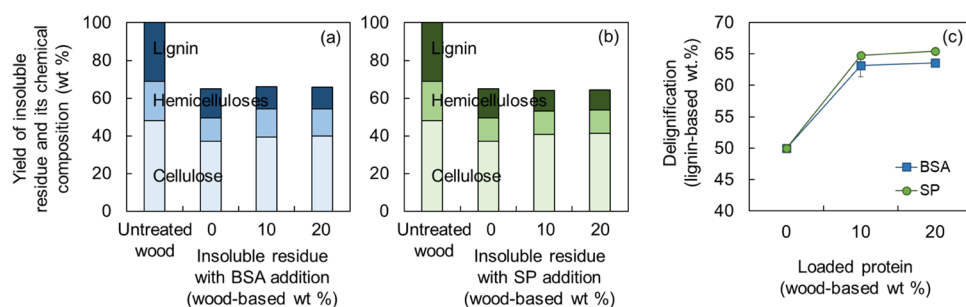 Yield of insoluble
residue and its chemical
composition (wt %)
100
80
60
40
20
0
(a)
Lignin
Hemicelluloses
Cellulose
Untreated
wood
0
10
20
Insoluble residue
with BSA addition
(wood-based wt %)
100
80
60
40
20
0
(b)
Lignin
Hemicelluloses
Cellulose
Untreated
wood
0
10
20
Insoluble residue
with SP addition
(wood-based wt %)
Delignification
(lignin-based wt.%)
70
65
60
55
50
45
40
(c)
BSA
SP
0
10
20
Loaded protein
(wood-based wt %)